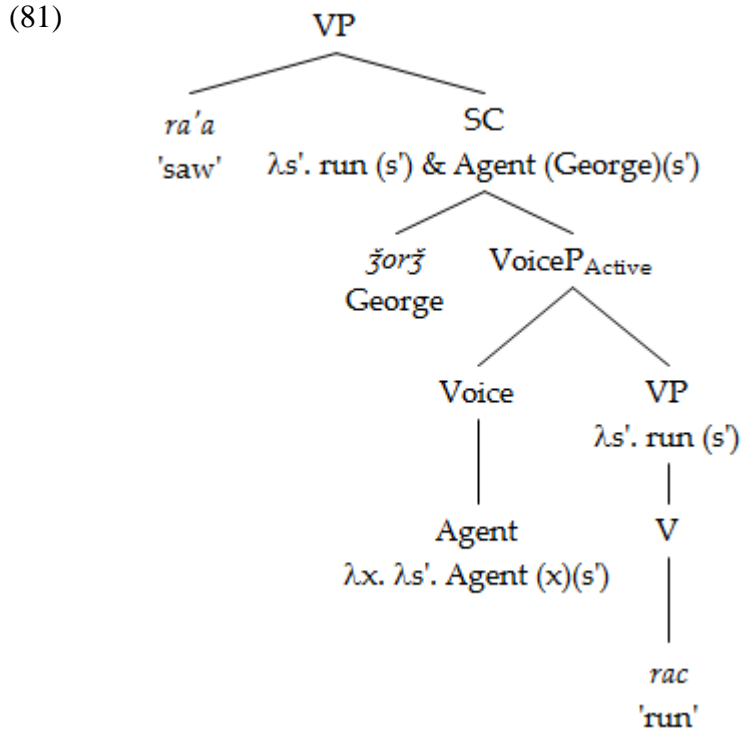 (81)
VP
ra'a SC
'saw' λs'. run (s') & Agent (George)(s')
ǯorǯ VoiceP_Active
George
Voice VP
λs'. run (s')
Agent V
λx. λs'. Agent (x)(s')
rac
'run'